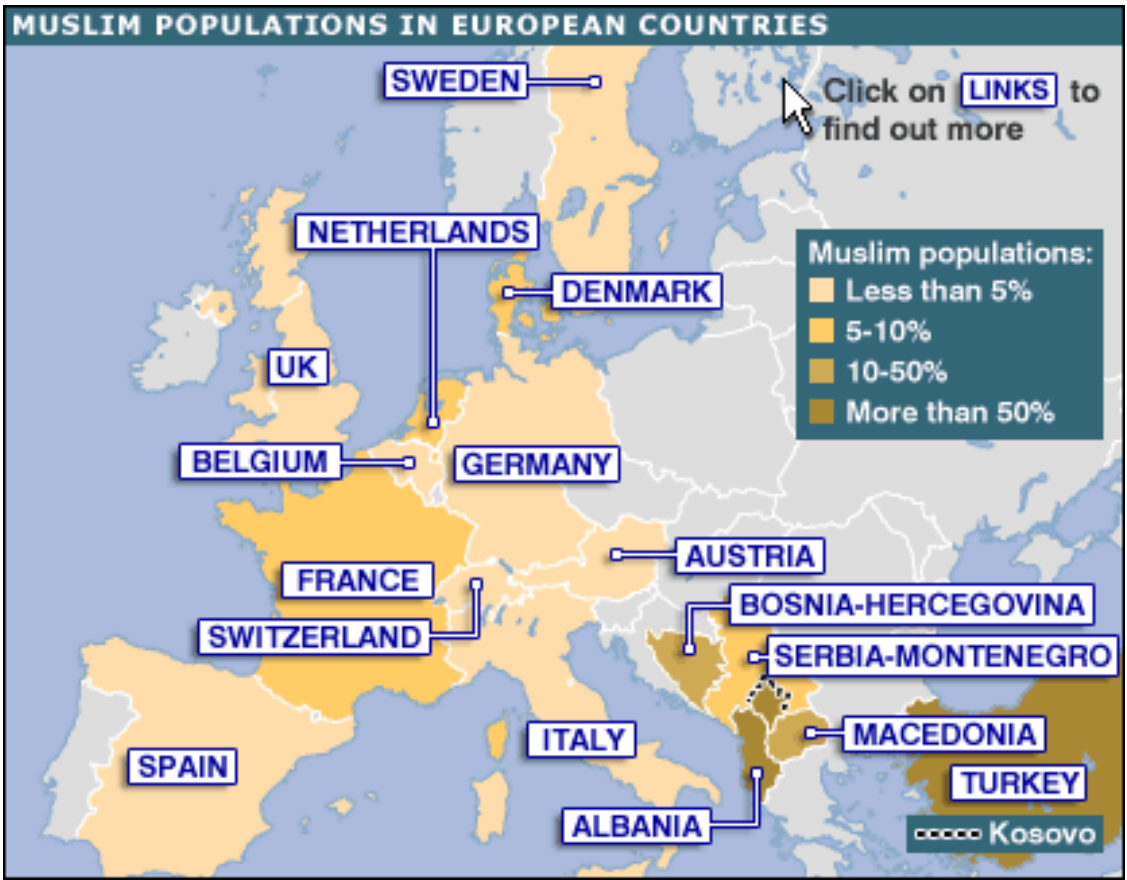 MUSLIM POPULATIONS IN EUROPEAN COUNTRIES
SWEDEN
Click on LINKS to
find out more
NETHERLANDS
Muslim populations:
Less than 5%
5-10%
10-50%
More than 50%
DENMARK
UK
BELGIUM
GERMANY
AUSTRIA
FRANCE
BOSNIA-HERCEGOVINA
SWITZERLAND
SERBIA-MONTENEGRO
ITALY
MACEDONIA
SPAIN
TURKEY
ALBANIA
Kosovo